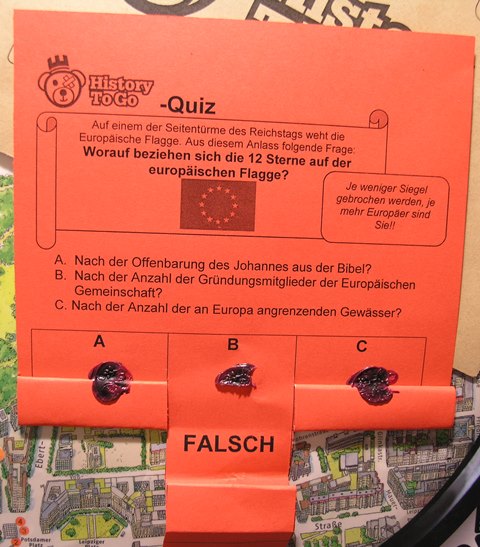 History
ToGo
-Quiz
Auf einem der Seitentürme des Reichstags weht die
Europäische Flagge. Aus diesem Anlass folgende Frage:
Worauf beziehen sich die 12 Sterne auf der
europäischen Flagge?
Je weniger Siegel
gebrochen werden, je
mehr Europäer sind
Sie!!
A. Nach der Offenbarung des Johannes aus der Bibel?
B. Nach der Anzahl der Gründungsmitglieder der Europäischen
Gemeinschaft?
C. Nach der Anzahl der an Europa angrenzenden Gewässer?
A B C
FALSCH
Ebert-
Potsdamer
Platz
Leipziger
Platz
Straße